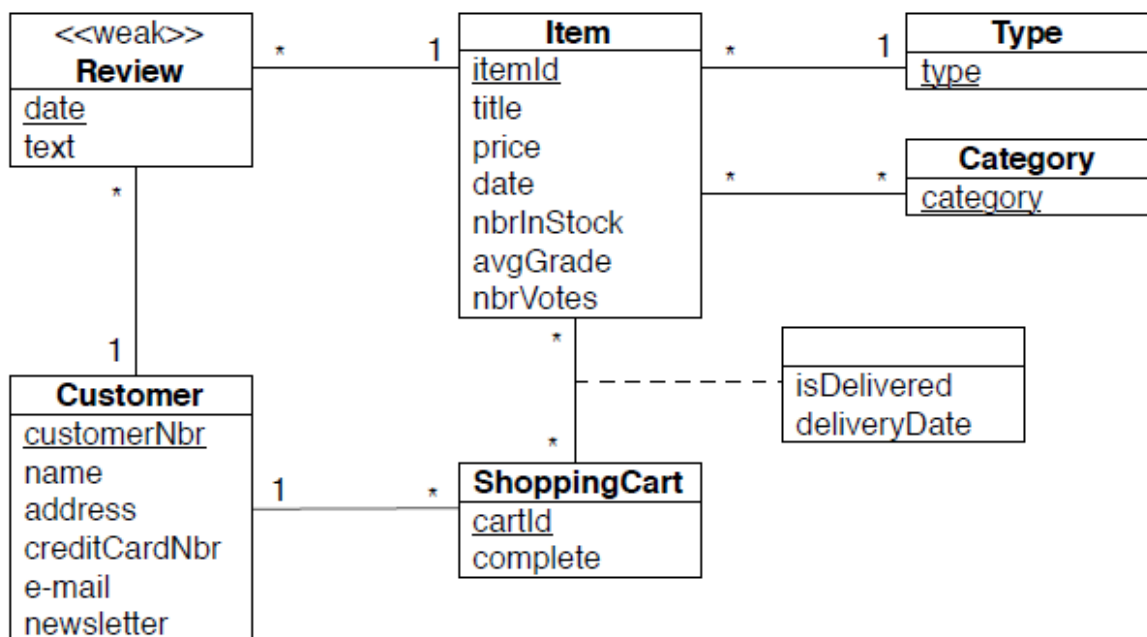 <<weak>>
Review
date
text
*
1
Item
itemId
title
price
date
nbrInStock
avgGrade
nbrVotes
*
1
Type
type
*
*
Category
category
*
1
*
*
isDelivered
deliveryDate
Customer
customerNbr
name
address
creditCardNbr
e-mail
newsletter
1
*
ShoppingCart
cartId
complete